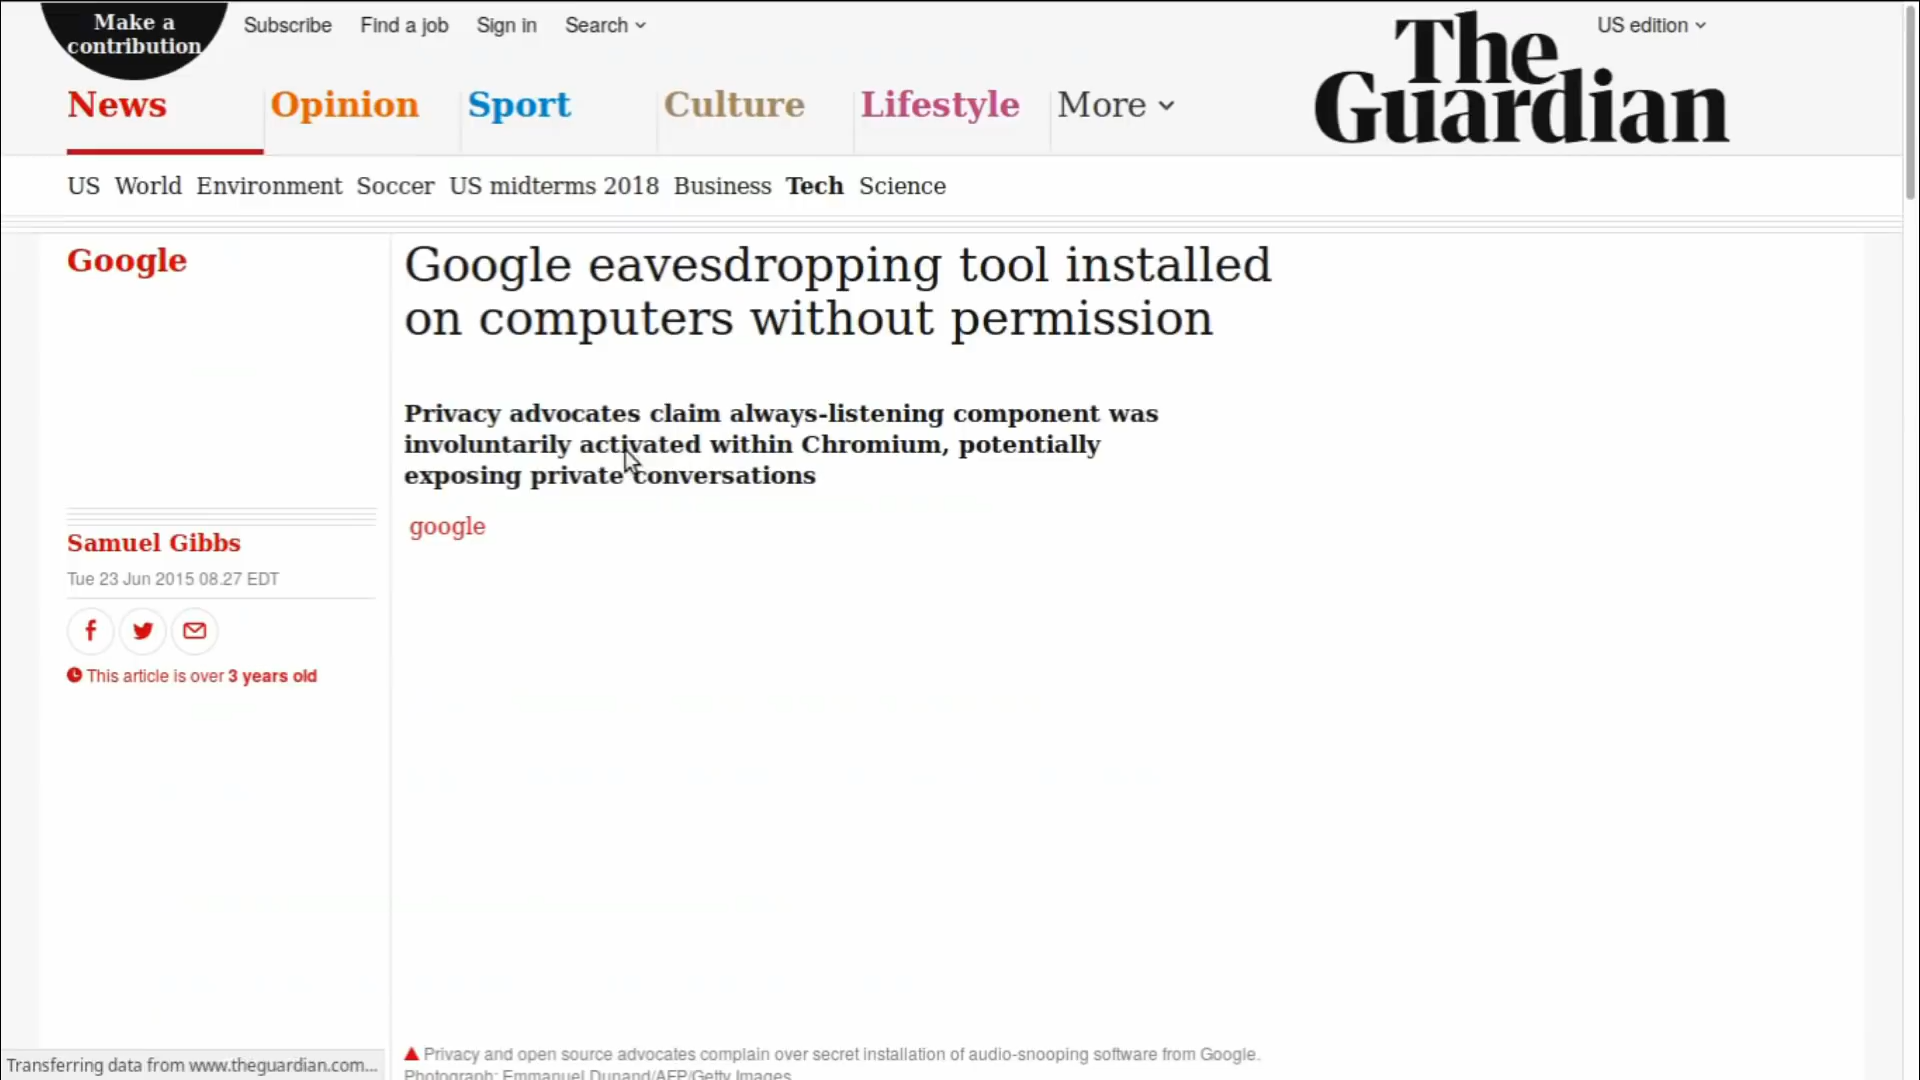 Make a
contribution
Subscribe Find a job Sign in Search
US edition
The
Guardian
News Opinion Sport Culture Lifestyle More
US World Environment Soccer US midterms 2018 Business Tech Science
Google
Google eavesdropping tool installed
on computers without permission
Privacy advocates claim always-listening component was
involuntarily activated within Chromium, potentially
exposing private conversations
google
Samuel Gibbs
Tue 23 Jun 2015 08.27 EDT
This article is over 3 years old
Privacy and open source advocates complain over secret installation of audio-snooping software from Google.
Photograph: Emmanuel Dunand/AFP/Getty Images
Transferring data from www.theguardian.com...